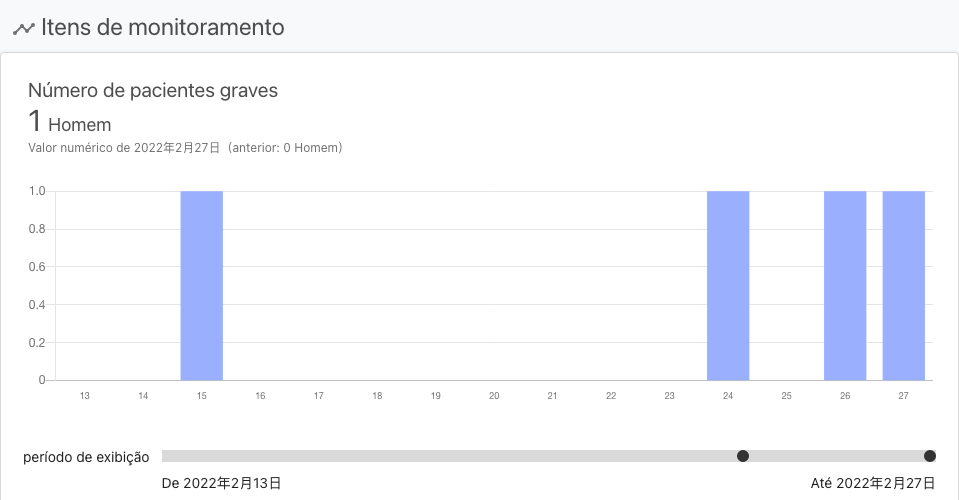 Itens de monitoramento
Número de pacientes graves
1 Homem
Valor numérico de 2022年2月27日 (anterior: 0 Homem)
1.0
0.8
0.6
0.4
0.2
0
13 14 15 16 17 18 19 20 21 22 23 24 25 26 27
período de exibição
De 2022年2月13日 Até 2022年2月27日